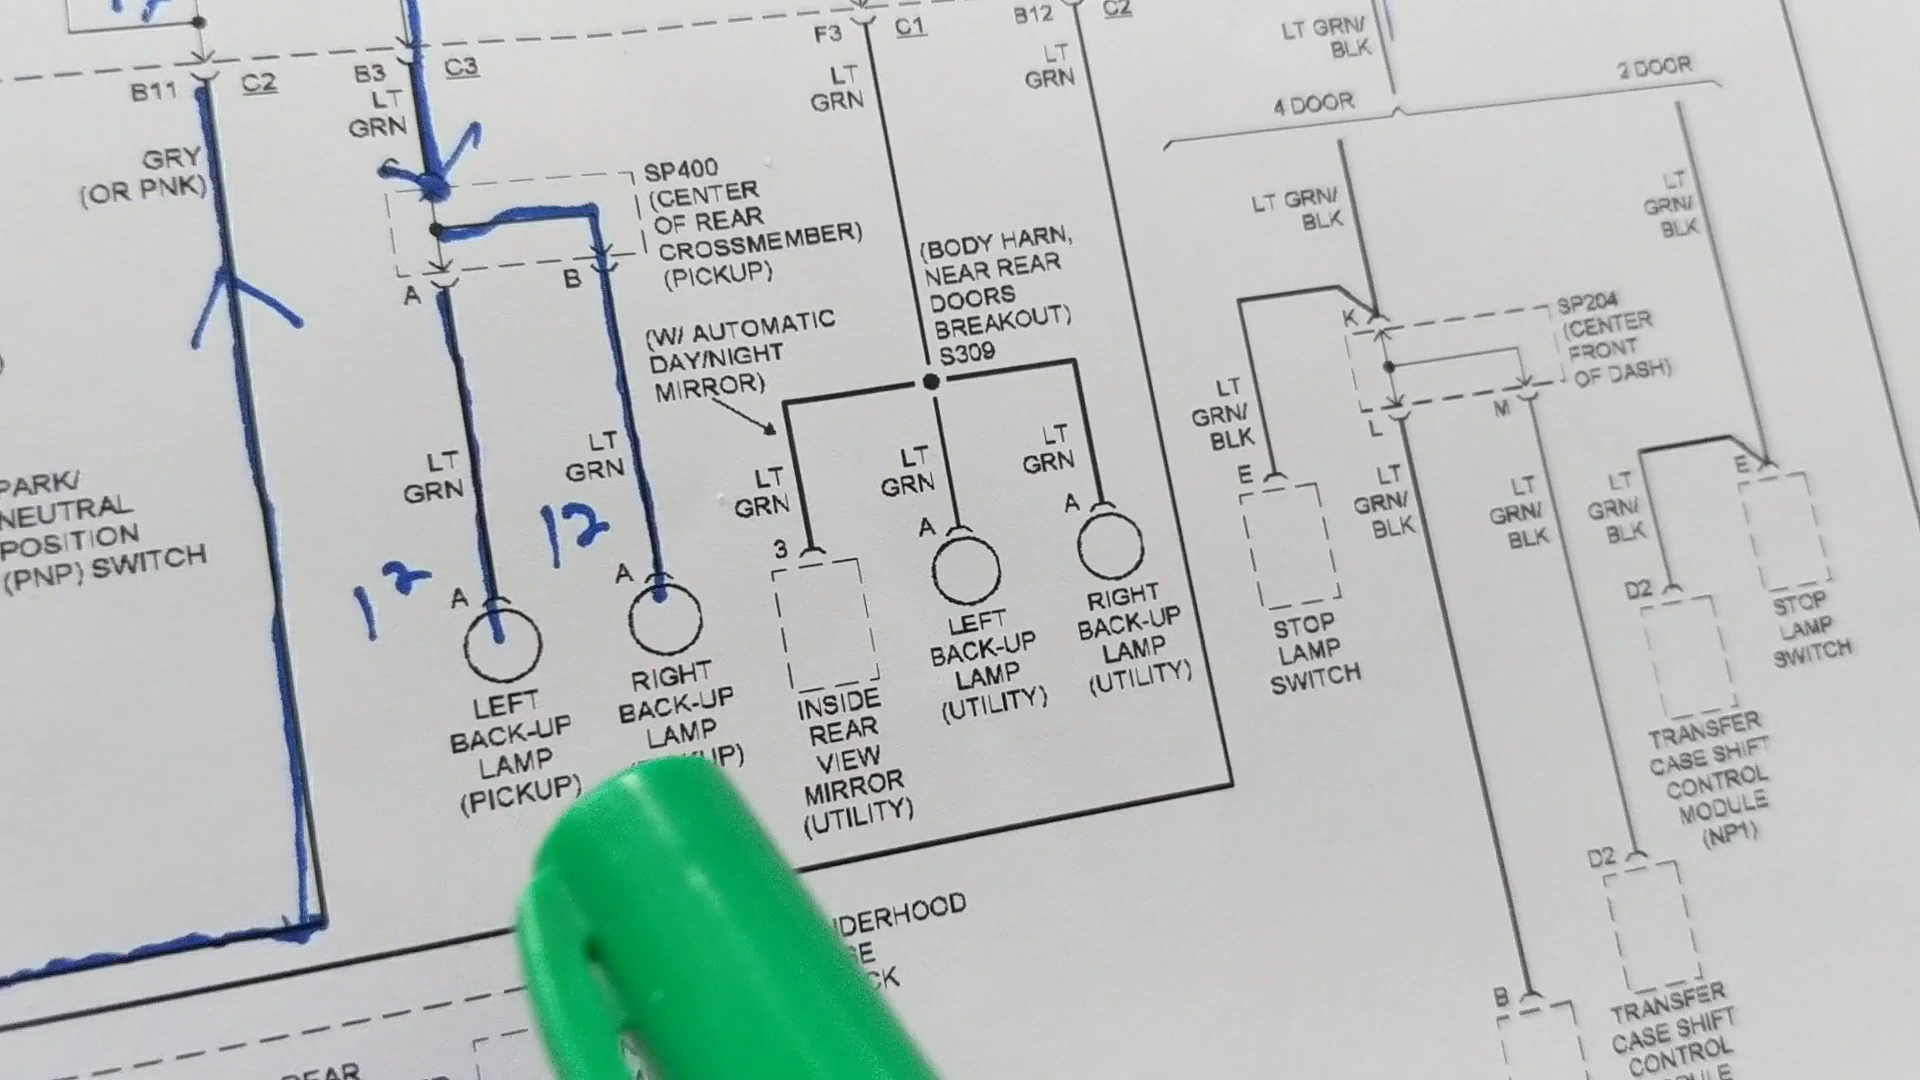 B11
C2
GRY
(OR PNK)
B3
C3
LT
GRN
SP400
(CENTER
OF REAR
CROSSMEMBER)
(PICKUP)
A
B
LT
GRN
LT
GRN
12
12
A
A
LEFT
BACK-UP
LAMP
(PICKUP)
RIGHT
BACK-UP
LAMP
UP)
PARK/
NEUTRAL
POSITION
(PNP) SWITCH
F3
C1
LT
GRN
B12
C2
LT
GRN
(W/ AUTOMATIC
DAY/NIGHT
MIRROR)
(BODY HARN,
NEAR REAR
DOORS
BREAKOUT)
S309
LT
GRN
LT
GRN
LT
GRN
3
A
A
INSIDE
REAR
VIEW
MIRROR
(UTILITY)
LEFT
BACK-UP
LAMP
(UTILITY)
RIGHT
BACK-UP
LAMP
(UTILITY)
LT GRN/
BLK
4 DOOR
2 DOOR
LT GRN/
BLK
LT
GRN/
BLK
K
SP204
(CENTER
FRONT
OF DASH)
L
M
LT
GRN/
BLK
E
STOP
LAMP
SWITCH
LT
GRN/
BLK
LT
GRN/
BLK
LT
GRN/
BLK
E
STOP
LAMP
SWITCH
D2
TRANSFER
CASE SHIFT
CONTROL
MODULE
(NP1)
D2
TRANSFER
CASE SHIFT
CONTROL
B
DERHOOD